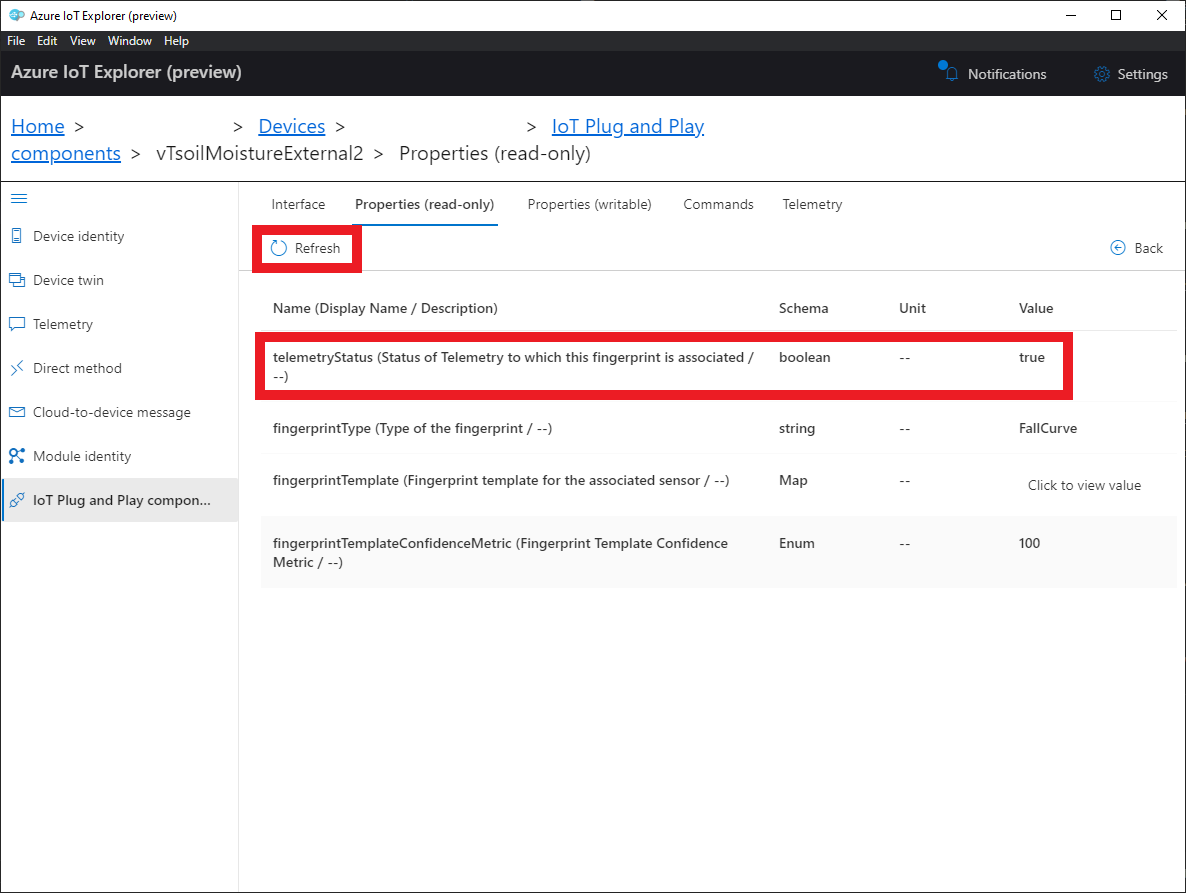 Azure IoT Explorer (preview)
File Edit View Window Help
Azure IoT Explorer (preview)
Notifications
Settings
Home > > Devices > > IoT Plug and Play
components > vTsoilMoistureExternal2 > Properties (read-only)
Device identity
Device twin
Telemetry
Direct method
Cloud-to-device message
Module identity
IoT Plug and Play compon...
Interface Properties (read-only) Properties (writable) Commands Telemetry
Refresh
Back
Name (Display Name / Description) Schema Unit Value
telemetryStatus (Status of Telemetry to which this fingerprint is associated / boolean -- true
--)
fingerprintType (Type of the fingerprint / --) string -- FallCurve
fingerprintTemplate (Fingerprint template for the associated sensor / --) Map -- Click to view value
fingerprintTemplateConfidenceMetric (Fingerprint Template Confidence Enum -- 100
Metric / --)